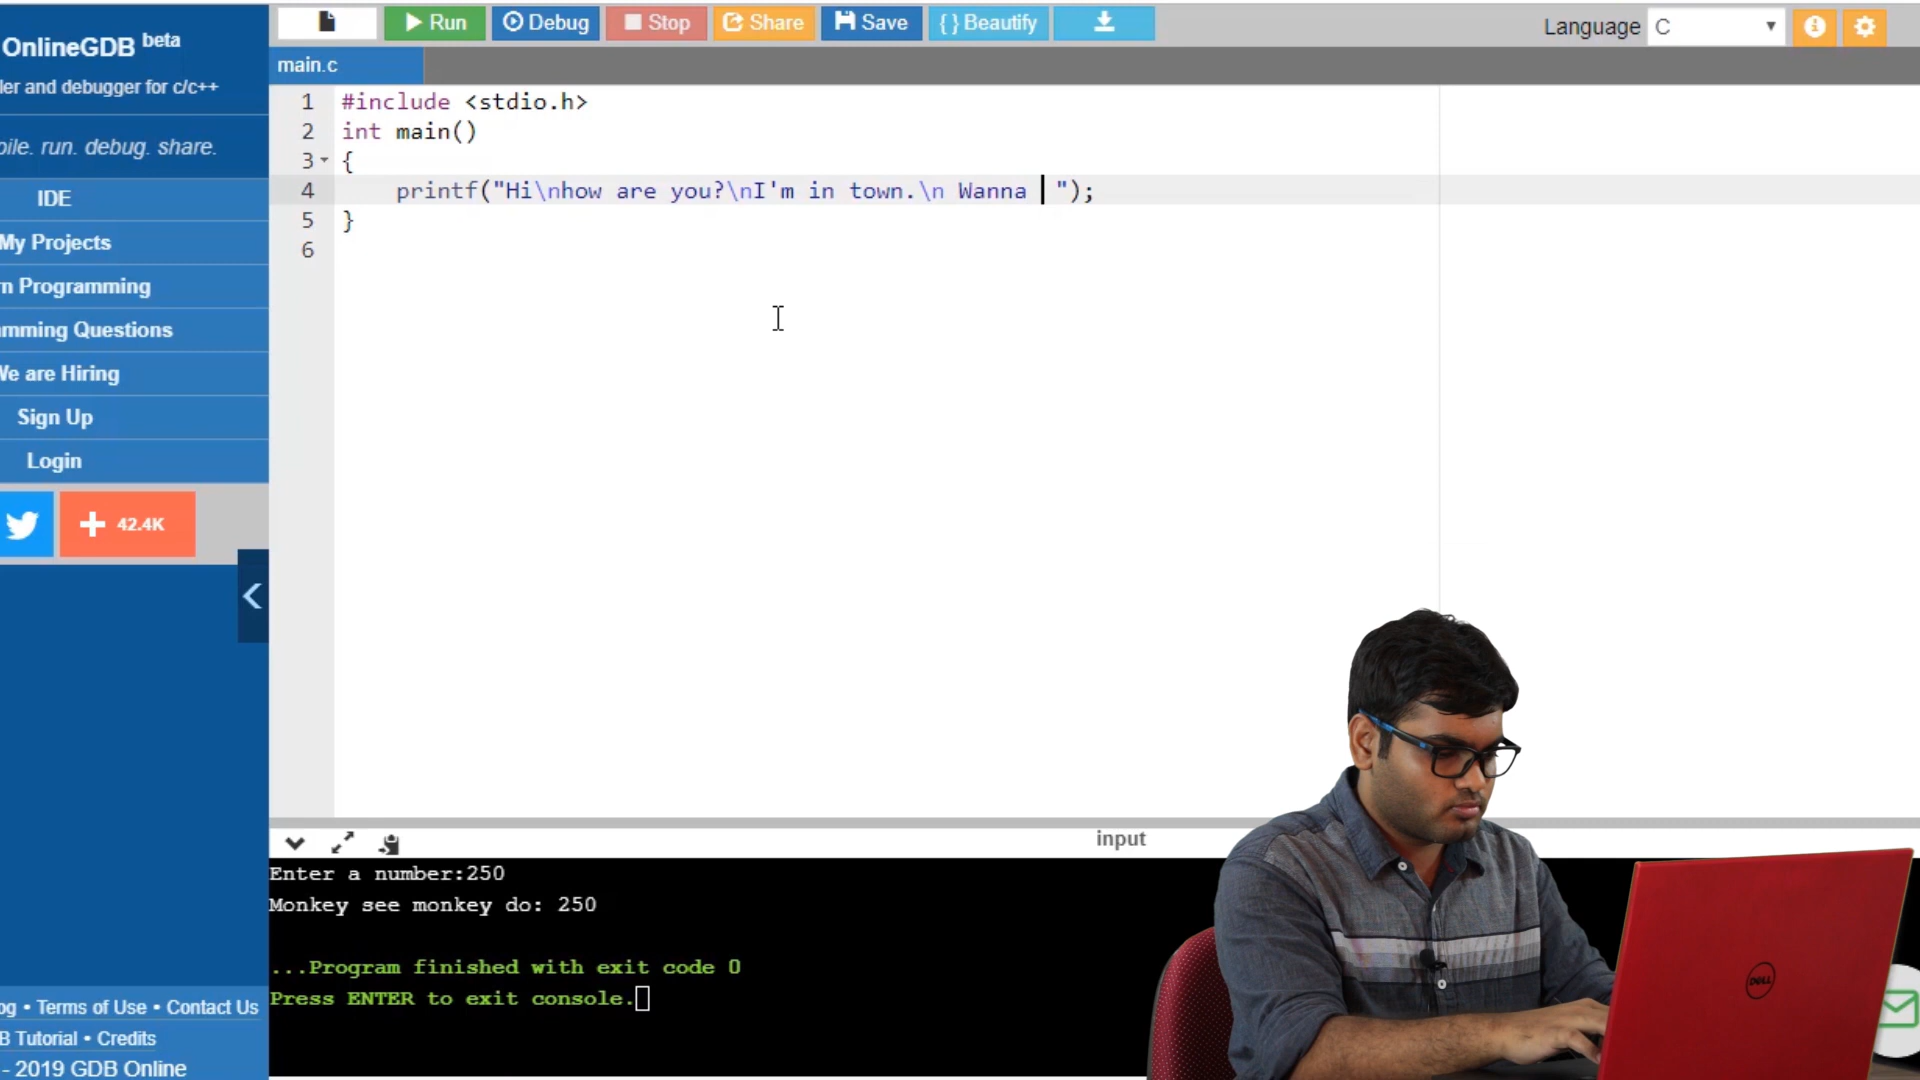 OnlineGDB beta
ler and debugger for c/c++
pile. run. debug. share.
IDE
My Projects
n Programming
amming Questions
We are Hiring
Sign Up
Login
42.4K
og • Terms of Use • Contact Us
B Tutorial • Credits
- 2019 GDB Online
Run Debug Stop Share Save { } Beautify
Language C
main.c
1 #include <stdio.h>
2 int main()
3 {
4 printf("Hi\nhow are you?\nI'm in town.\n Wanna  ");
5 }
6
input
Enter a number:250
Monkey see monkey do: 250
...Program finished with exit code 0
Press ENTER to exit console.
DELL